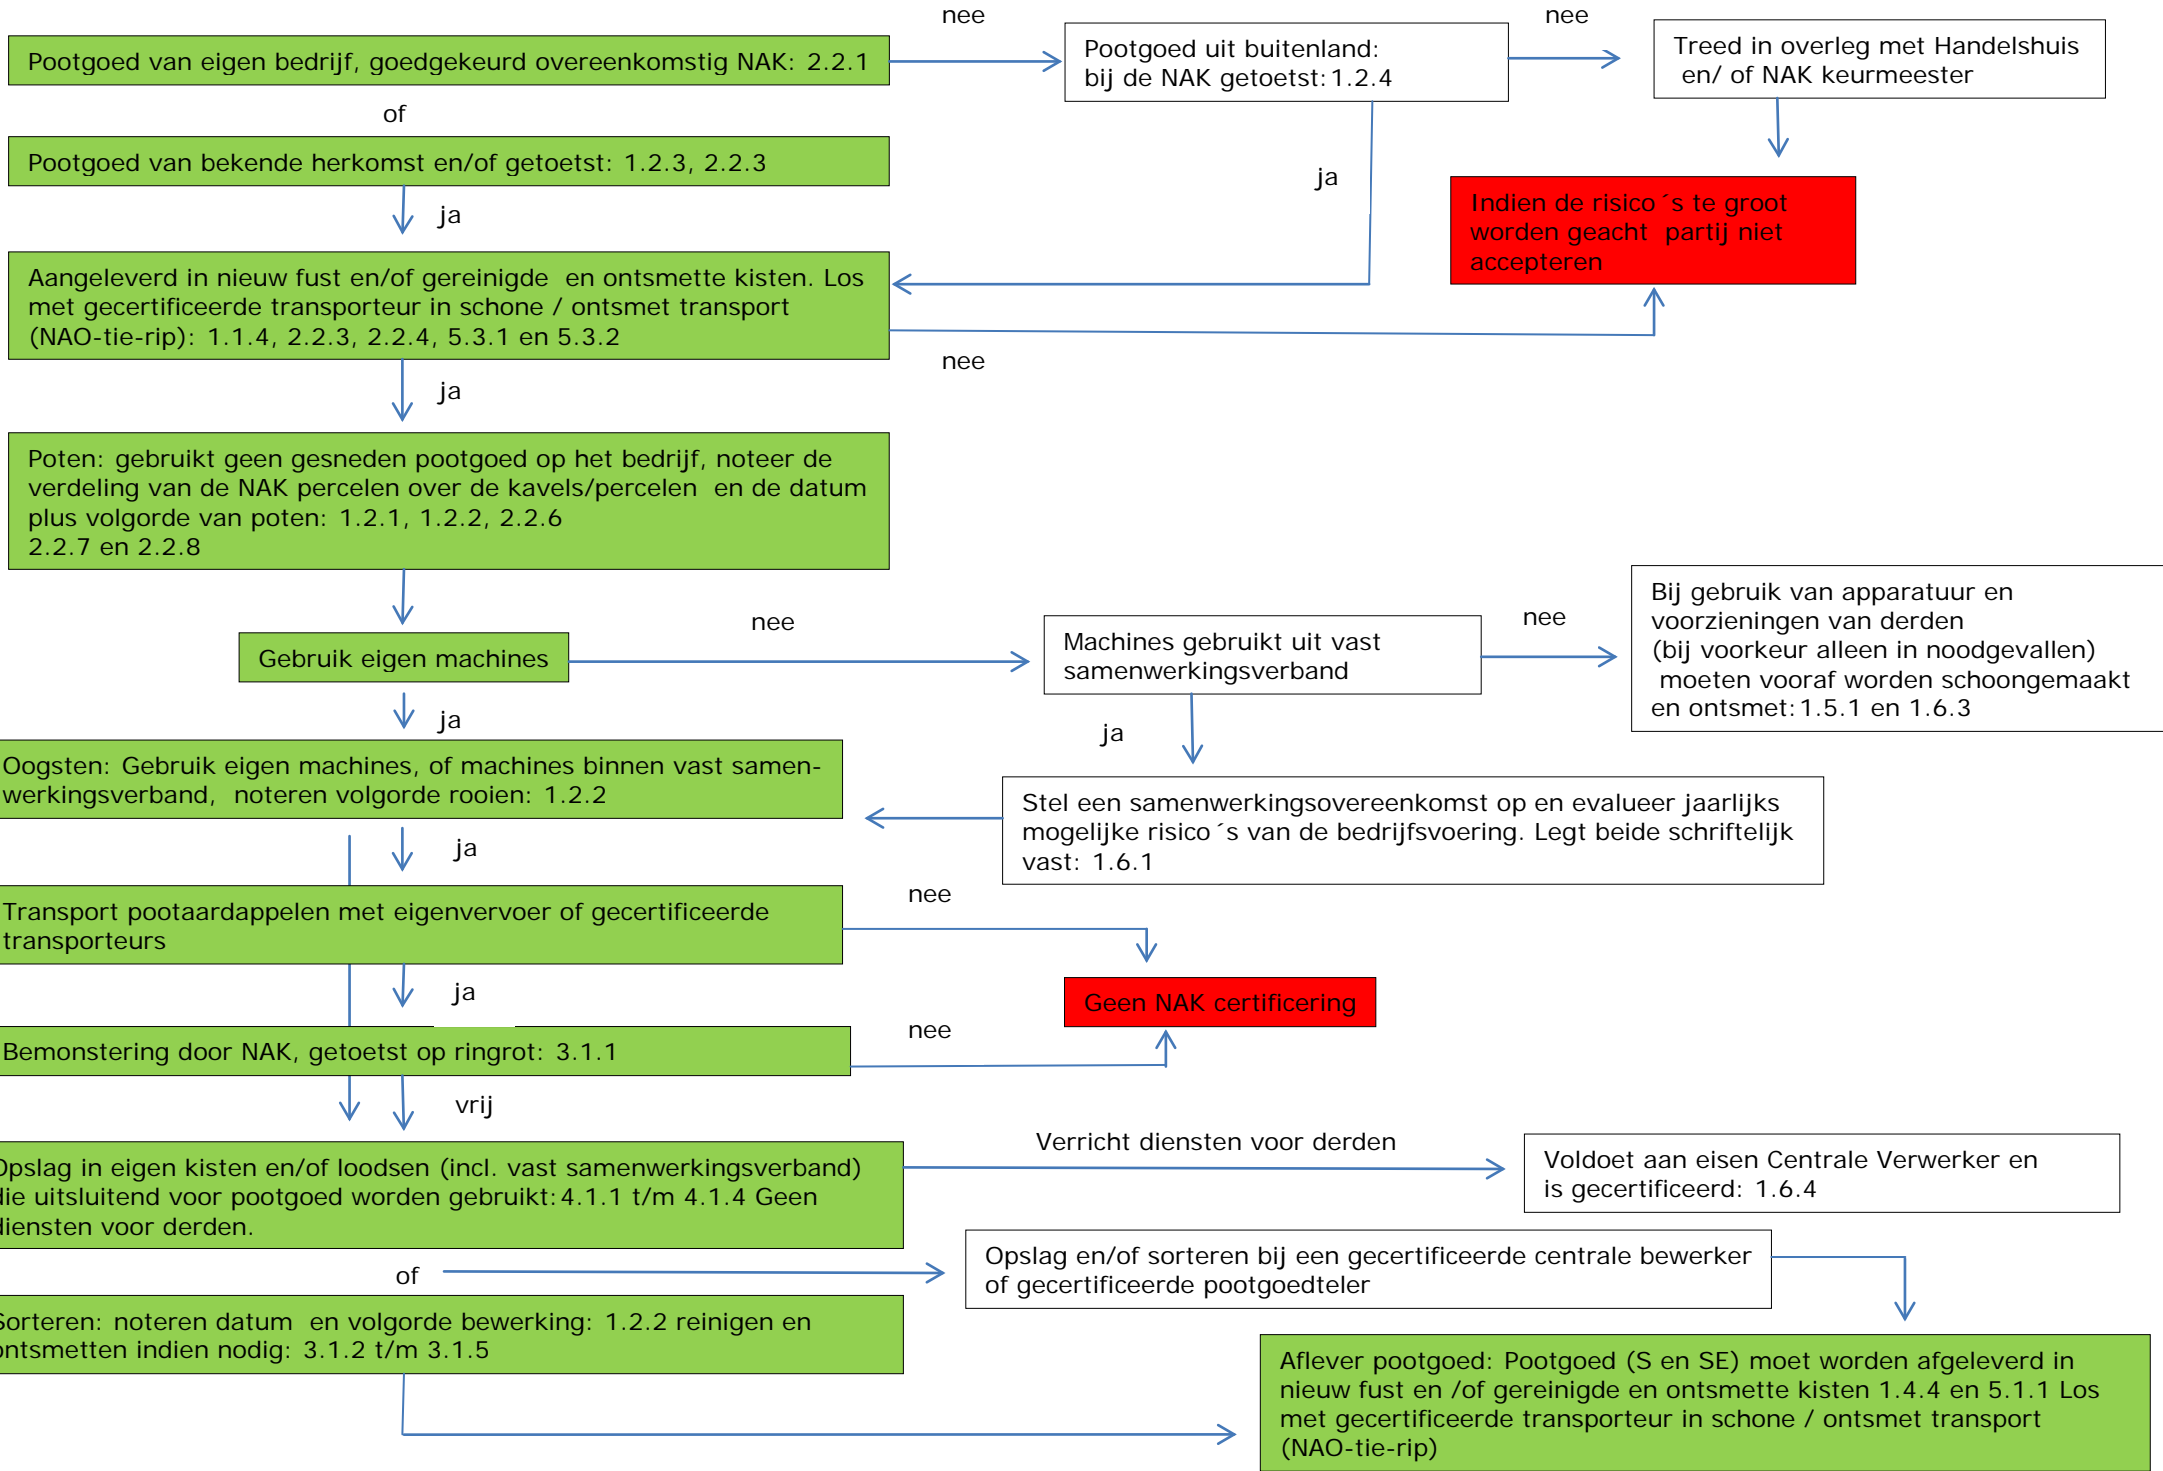 nee
nee
Pootgoed van eigen bedrijf, goedgekeurd overeenkomstig NAK: 2.2.1
Pootgoed uit buitenland:
bij de NAK getoetst:1.2.4
Treed in overleg met Handelshuis
en/ of NAK keurmeester
of
Pootgoed van bekende herkomst en/of getoetst: 1.2.3, 2.2.3
ja
Indien de risico´s te groot
worden geacht partij niet
accepteren
ja
Aangeleverd in nieuw fust en/of gereinigde en ontsmette kisten. Los
met gecertificeerde transporteur in schone / ontsmet transport
(NAO-tie-rip): 1.1.4, 2.2.3, 2.2.4, 5.3.1 en 5.3.2
nee
ja
Poten: gebruikt geen gesneden pootgoed op het bedrijf, noteer de
verdeling van de NAK percelen over de kavels/percelen en de datum
plus volgorde van poten: 1.2.1, 1.2.2, 2.2.6
2.2.7 en 2.2.8
Gebruik eigen machines
nee
Machines gebruikt uit vast
samenwerkingsverband
nee
Bij gebruik van apparatuur en
voorzieningen van derden
(bij voorkeur alleen in noodgevallen)
moeten vooraf worden schoongemaakt
en ontsmet:1.5.1 en 1.6.3
ja
ja
Oogsten: Gebruik eigen machines, of machines binnen vast samen-
werkingsverband, noteren volgorde rooien: 1.2.2
Stel een samenwerkingsovereenkomst op en evalueer jaarlijks
mogelijke risico´s van de bedrijfsvoering. Legt beide schriftelijk
vast: 1.6.1
ja
Transport pootaardappelen met eigenvervoer of gecertificeerde
transporteurs
nee
ja
Geen NAK certificering
Bemonstering door NAK, getoetst op ringrot: 3.1.1
nee
vrij
Opslag in eigen kisten en/of loodsen (incl. vast samenwerkingsverband)
die uitsluitend voor pootgoed worden gebruikt:4.1.1 t/m 4.1.4 Geen
diensten voor derden.
Verricht diensten voor derden
Voldoet aan eisen Centrale Verwerker en
is gecertificeerd: 1.6.4
of
Opslag en/of sorteren bij een gecertificeerde centrale bewerker
of gecertificeerde pootgoedteler
Sorteren: noteren datum en volgorde bewerking: 1.2.2 reinigen en
ontsmetten indien nodig: 3.1.2 t/m 3.1.5
Aflever pootgoed: Pootgoed (S en SE) moet worden afgeleverd in
nieuw fust en /of gereinigde en ontsmette kisten 1.4.4 en 5.1.1 Los
met gecertificeerde transporteur in schone / ontsmet transport
(NAO-tie-rip)